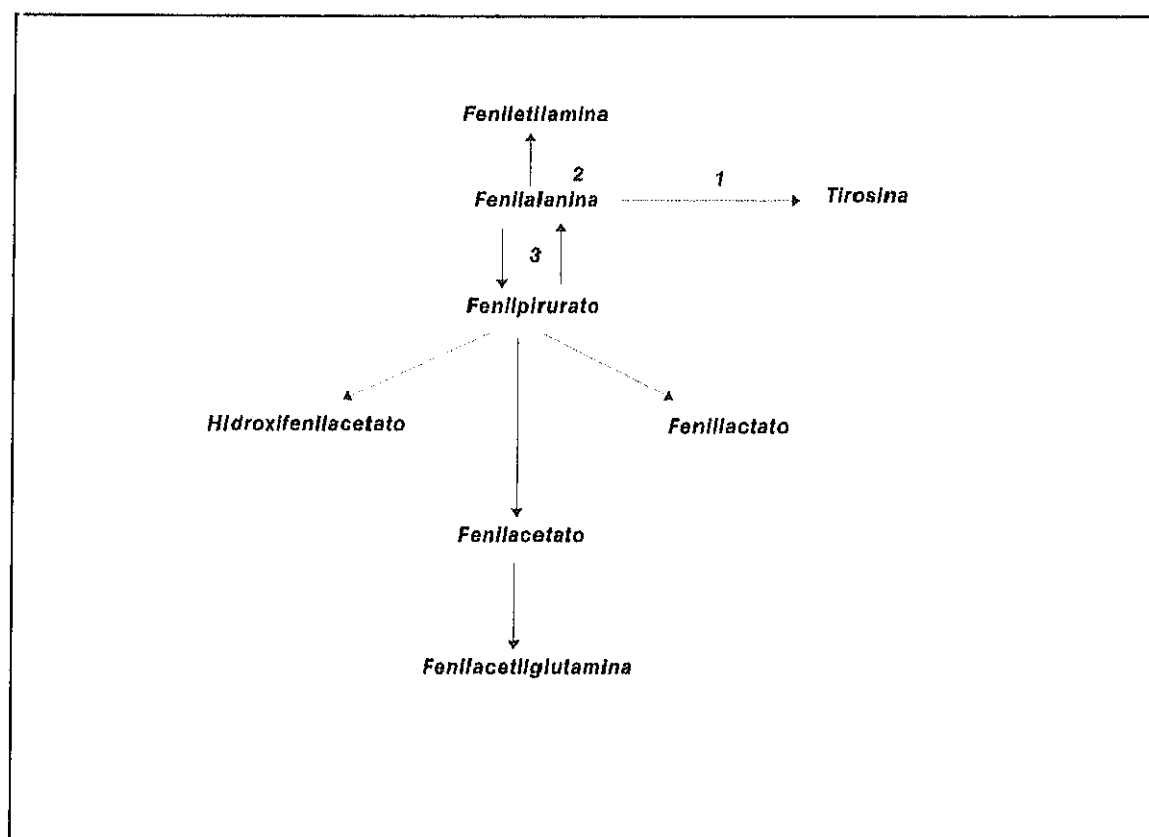 Feniletilamina
2
1
Fenilalanina
Tirosina
3
Fenilpirurato
Hidroxifenilacetato
Fenillactato
Fenilacetato
Fenilacetilglutamina